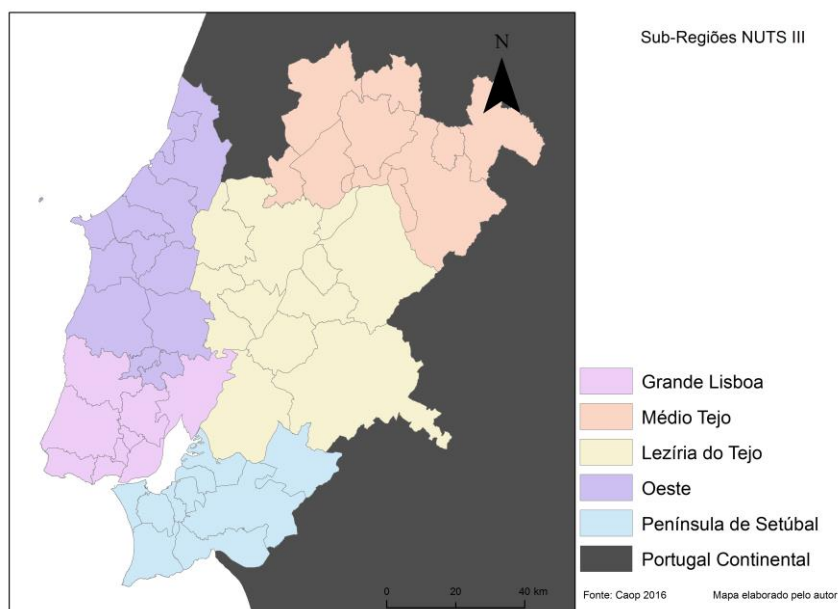 Sub-Regiões NUTS III
N
Grande Lisboa
Médio Tejo
Lezíria do Tejo
Oeste
Península de Setúbal
Portugal Continental
0 20 40 km
Fonte: Caop 2016 Mapa elaborado pelo autor